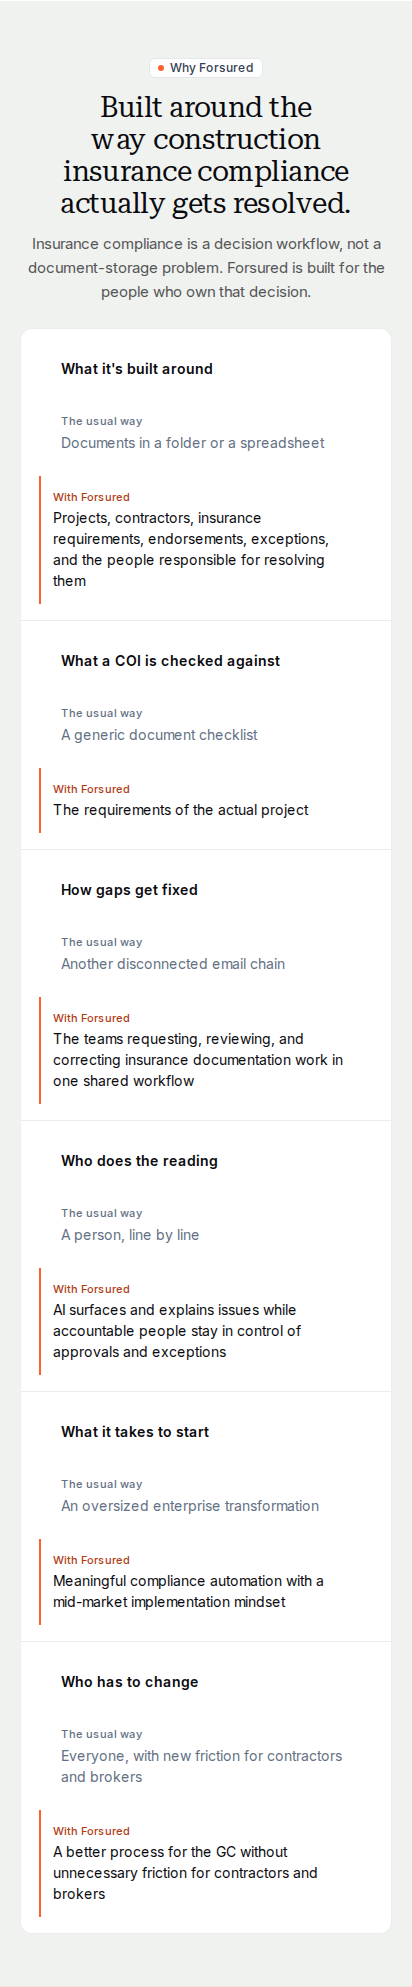 Why Forsured
Built around the
way construction
insurance compliance
actually gets resolved.
Insurance compliance is a decision workflow, not a
document-storage problem. Forsured is built for the
people who own that decision.
What it's built around
The usual way
Documents in a folder or a spreadsheet
With Forsured
Projects, contractors, insurance
requirements, endorsements, exceptions,
and the people responsible for resolving
them
What a COI is checked against
The usual way
A generic document checklist
With Forsured
The requirements of the actual project
How gaps get fixed
The usual way
Another disconnected email chain
With Forsured
The teams requesting, reviewing, and
correcting insurance documentation work in
one shared workflow
Who does the reading
The usual way
A person, line by line
With Forsured
AI surfaces and explains issues while
accountable people stay in control of
approvals and exceptions
What it takes to start
The usual way
An oversized enterprise transformation
With Forsured
Meaningful compliance automation with a
mid-market implementation mindset
Who has to change
The usual way
Everyone, with new friction for contractors
and brokers
With Forsured
A better process for the GC without
unnecessary friction for contractors and
brokers